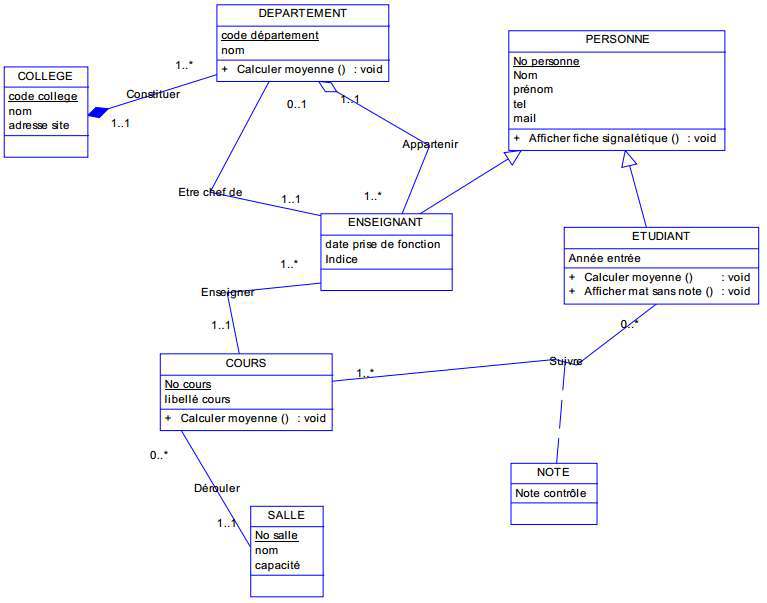 DEPARTEMENT
code département
nom
+ Calculer moyenne () : void
PERSONNE
No personne
Nom
prénom
tel
mail
+ Afficher fiche signalétique () : void
COLLEGE
code college
nom
adresse site
1..*
Constituer
1..1
0..1
1..1
Appartenir
Etre chef de
1..1
1..*
ENSEIGNANT
date prise de fonction
Indice
ETUDIANT
Année entrée
+ Calculer moyenne () : void
+ Afficher mat sans note () : void
1..*
Enseigner
1..1
0..*
Suivre
1..*
COURS
No cours
libellé cours
+ Calculer moyenne () : void
0..*
Dérouler
1..1
SALLE
No salle
nom
capacité
NOTE
Note contrôle